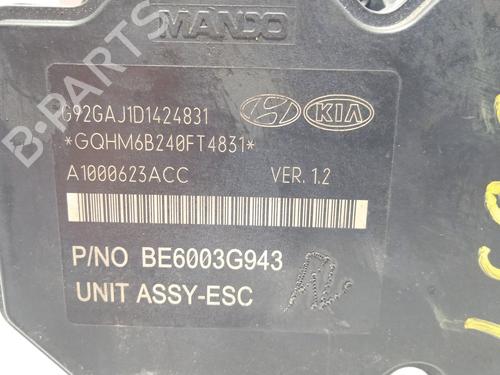 MANDO
B-PARTS
G92GAJ1D1424831
KIA
*GQHM6B240FT4831*
A1000623ACC VER. 1.2
P/NO BE6003G943
UNIT ASSY-ESC